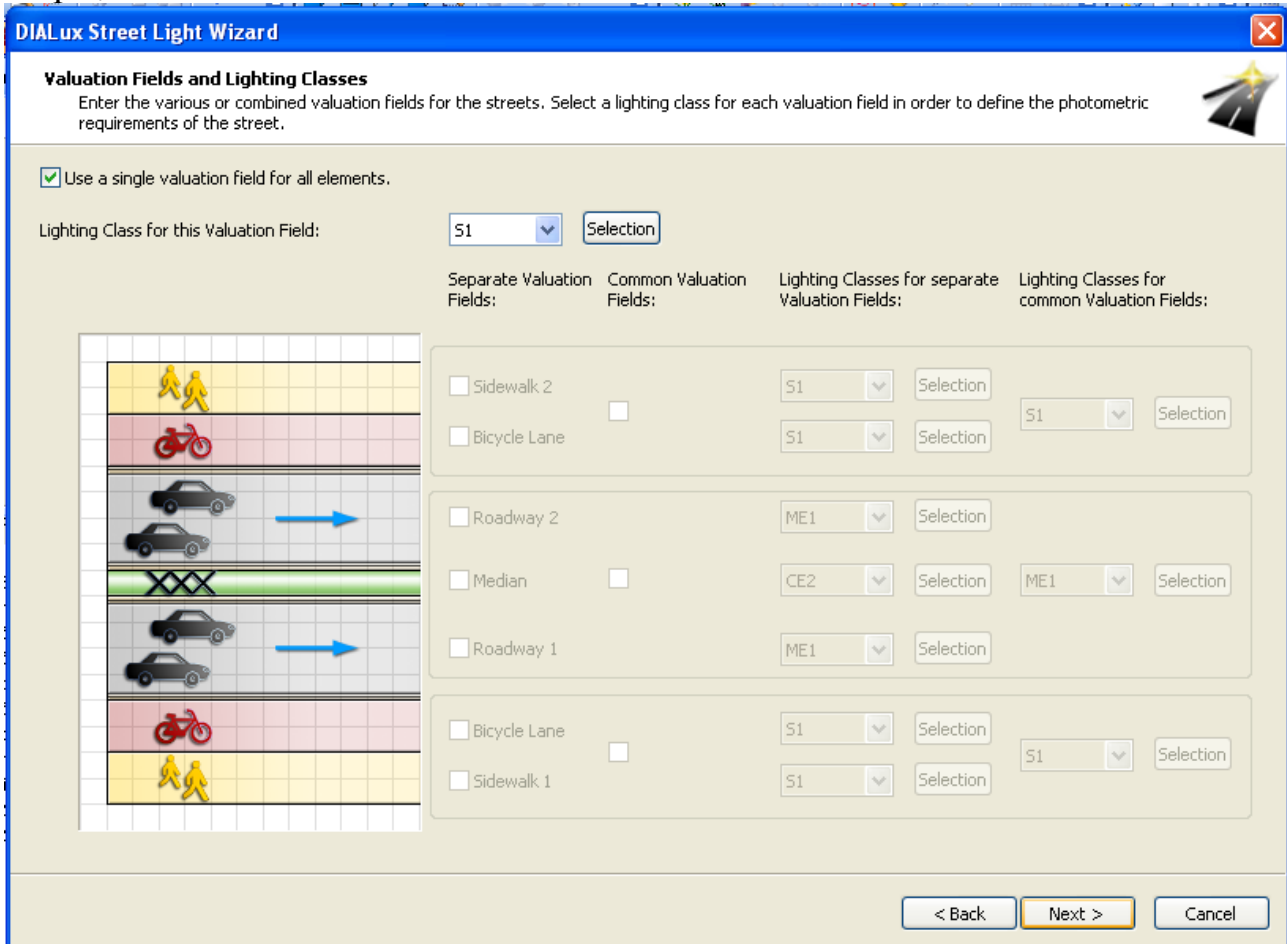 DIALux Street Light Wizard
Valuation Fields and Lighting Classes
Enter the various or combined valuation fields for the streets. Select a lighting class for each valuation field in order to define the photometric
requirements of the street.
Use a single valuation field for all elements.
Lighting Class for this Valuation Field:
S1
Selection
Separate Valuation
Fields:
Common Valuation
Fields:
Lighting Classes for separate
Valuation Fields:
Lighting Classes for
common Valuation Fields:
Sidewalk 2
S1
Selection
Bicycle Lane
S1
Selection
S1
Selection
Roadway 2
ME1
Selection
Median
CE2
Selection
ME1
Selection
Roadway 1
ME1
Selection
Bicycle Lane
S1
Selection
Sidewalk 1
S1
Selection
S1
Selection
< Back
Next >
Cancel